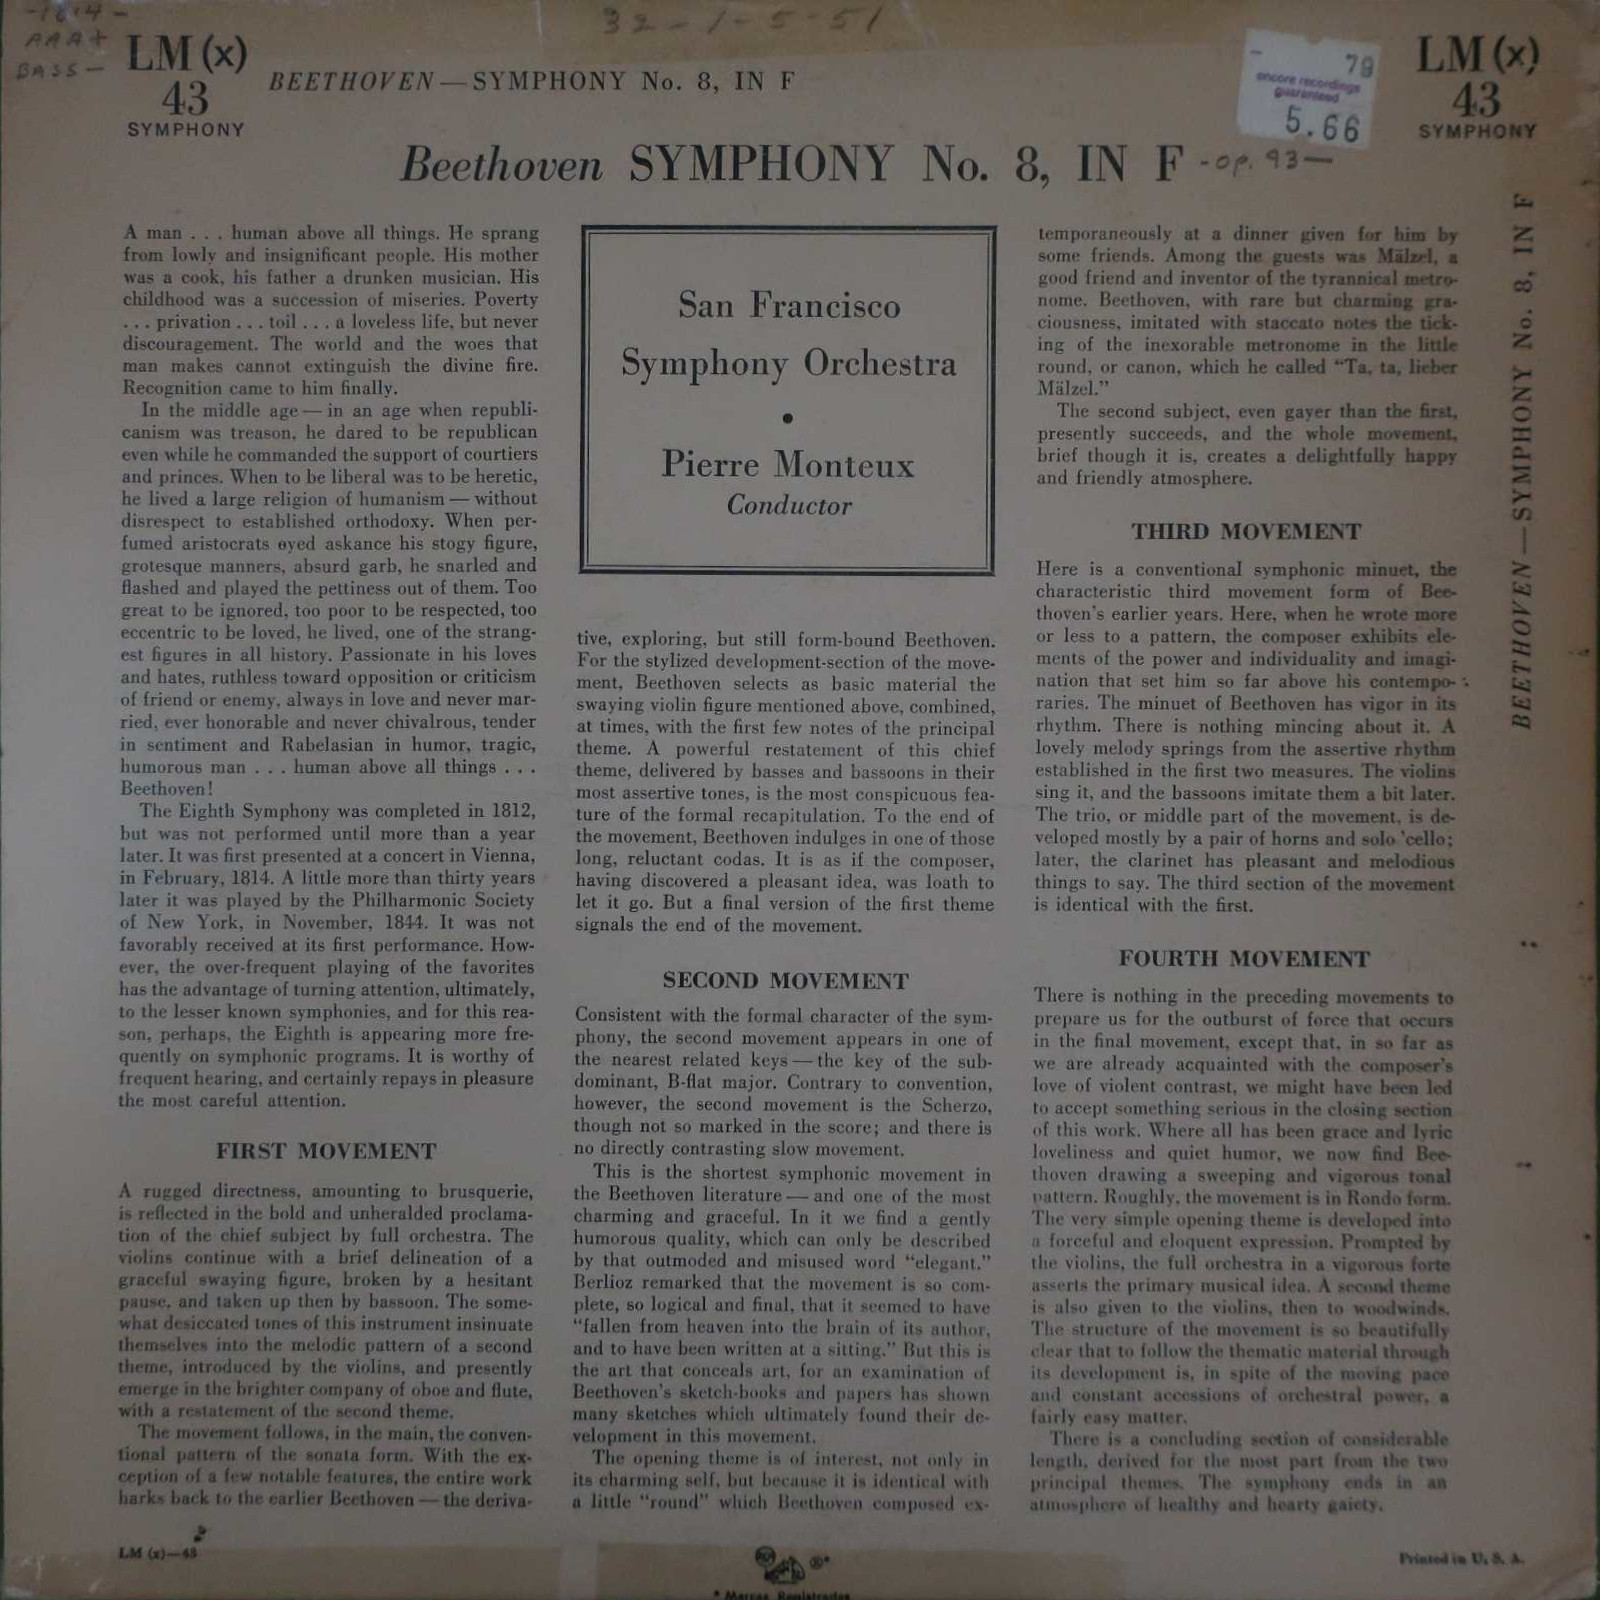 -1814-
AAA+
BASS-
32-1-5-51
LM (x)
43
SYMPHONY
BEETHOVEN—SYMPHONY No. 8, IN F
79
encore recordings
guaranteed
5.66
LM (x)
43
SYMPHONY
Beethoven SYMPHONY No. 8, IN F -op. 93—
BEETHOVEN—SYMPHONY No. 8, IN F
A man . . . human above all things. He sprang
from lowly and insignificant people. His mother
was a cook, his father a drunken musician. His
childhood was a succession of miseries. Poverty
. . . privation . . . toil . . . a loveless life, but never
discouragement. The world and the woes that
man makes cannot extinguish the divine fire.
Recognition came to him finally.
In the middle age — in an age when republi-
canism was treason, he dared to be republican
even while he commanded the support of courtiers
and princes. When to be liberal was to be heretic,
he lived a large religion of humanism — without
disrespect to established orthodoxy. When per-
fumed aristocrats eyed askance his stogy figure,
grotesque manners, absurd garb, he snarled and
flashed and played the pettiness out of them. Too
great to be ignored, too poor to be respected, too
eccentric to be loved, he lived, one of the strang-
est figures in all history. Passionate in his loves
and hates, ruthless toward opposition or criticism
of friend or enemy, always in love and never mar-
ried, ever honorable and never chivalrous, tender
in sentiment and Rabelasian in humor, tragic,
humorous man . . . human above all things . . .
Beethoven!
The Eighth Symphony was completed in 1812,
but was not performed until more than a year
later. It was first presented at a concert in Vienna,
in February, 1814. A little more than thirty years
later it was played by the Philharmonic Society
of New York, in November, 1844. It was not
favorably received at its first performance. How-
ever, the over-frequent playing of the favorites
has the advantage of turning attention, ultimately,
to the lesser known symphonies, and for this rea-
son, perhaps, the Eighth is appearing more fre-
quently on symphonic programs. It is worthy of
frequent hearing, and certainly repays in pleasure
the most careful attention.
FIRST MOVEMENT
A rugged directness, amounting to brusquerie,
is reflected in the bold and unheralded proclama-
tion of the chief subject by full orchestra. The
violins continue with a brief delineation of a
graceful swaying figure, broken by a hesitant
pause, and taken up then by bassoon. The some-
what desiccated tones of this instrument insinuate
themselves into the melodic pattern of a second
theme, introduced by the violins, and presently
emerge in the brighter company of oboe and flute,
with a restatement of the second theme.
The movement follows, in the main, the conven-
tional pattern of the sonata form. With the ex-
ception of a few notable features, the entire work
harks back to the earlier Beethoven — the deriva-
San Francisco
Symphony Orchestra
•
Pierre Monteux
Conductor
tive, exploring, but still form-bound Beethoven.
For the stylized development-section of the move-
ment, Beethoven selects as basic material the
swaying violin figure mentioned above, combined,
at times, with the first few notes of the principal
theme. A powerful restatement of this chief
theme, delivered by basses and bassoons in their
most assertive tones, is the most conspicuous fea-
ture of the formal recapitulation. To the end of
the movement, Beethoven indulges in one of those
long, reluctant codas. It is as if the composer,
having discovered a pleasant idea, was loath to
let it go. But a final version of the first theme
signals the end of the movement.
SECOND MOVEMENT
Consistent with the formal character of the sym-
phony, the second movement appears in one of
the nearest related keys — the key of the sub-
dominant, B-flat major. Contrary to convention,
however, the second movement is the Scherzo,
though not so marked in the score; and there is
no directly contrasting slow movement.
This is the shortest symphonic movement in
the Beethoven literature — and one of the most
charming and graceful. In it we find a gently
humorous quality, which can only be described
by that outmoded and misused word “elegant.”
Berlioz remarked that the movement is so com-
plete, so logical and final, that it seemed to have
“fallen from heaven into the brain of its author,
and to have been written at a sitting.” But this is
the art that conceals art, for an examination of
Beethoven's sketch-books and papers has shown
many sketches which ultimately found their de-
velopment in this movement.
The opening theme is of interest, not only in
its charming self, but because it is identical with
a little “round” which Beethoven composed ex-
temporaneously at a dinner given for him by
some friends. Among the guests was Mälzel, a
good friend and inventor of the tyrannical metro-
nome. Beethoven, with rare but charming gra-
ciousness, imitated with staccato notes the tick-
ing of the inexorable metronome in the little
round, or canon, which he called “Ta, ta, lieber
Mälzel.”
The second subject, even gayer than the first,
presently succeeds, and the whole movement,
brief though it is, creates a delightfully happy
and friendly atmosphere.
THIRD MOVEMENT
Here is a conventional symphonic minuet, the
characteristic third movement form of Bee-
thoven's earlier years. Here, when he wrote more
or less to a pattern, the composer exhibits ele-
ments of the power and individuality and imagi-
nation that set him so far above his contempo-
raries. The minuet of Beethoven has vigor in its
rhythm. There is nothing mincing about it. A
lovely melody springs from the assertive rhythm
established in the first two measures. The violins
sing it, and the bassoons imitate them a bit later.
The trio, or middle part of the movement, is de-
veloped mostly by a pair of horns and solo 'cello;
later, the clarinet has pleasant and melodious
things to say. The third section of the movement
is identical with the first.
FOURTH MOVEMENT
There is nothing in the preceding movements to
prepare us for the outburst of force that occurs
in the final movement, except that, in so far as
we are already acquainted with the composer's
love of violent contrast, we might have been led
to accept something serious in the closing section
of this work. Where all has been grace and lyric
loveliness and quiet humor, we now find Bee-
thoven drawing a sweeping and vigorous tonal
pattern. Roughly, the movement is in Rondo form.
The very simple opening theme is developed into
a forceful and eloquent expression. Prompted by
the violins, the full orchestra in a vigorous forte
asserts the primary musical idea. A second theme
is also given to the violins, then to woodwinds.
The structure of the movement is so beautifully
clear that to follow the thematic material through
its development is, in spite of the moving pace
and constant accessions of orchestral power, a
fairly easy matter.
There is a concluding section of considerable
length, derived for the most part from the two
principal themes. The symphony ends in an
atmosphere of healthy and hearty gaiety.
LM (x)—43
®*
* Marcas Registradas
Printed in U. S. A.